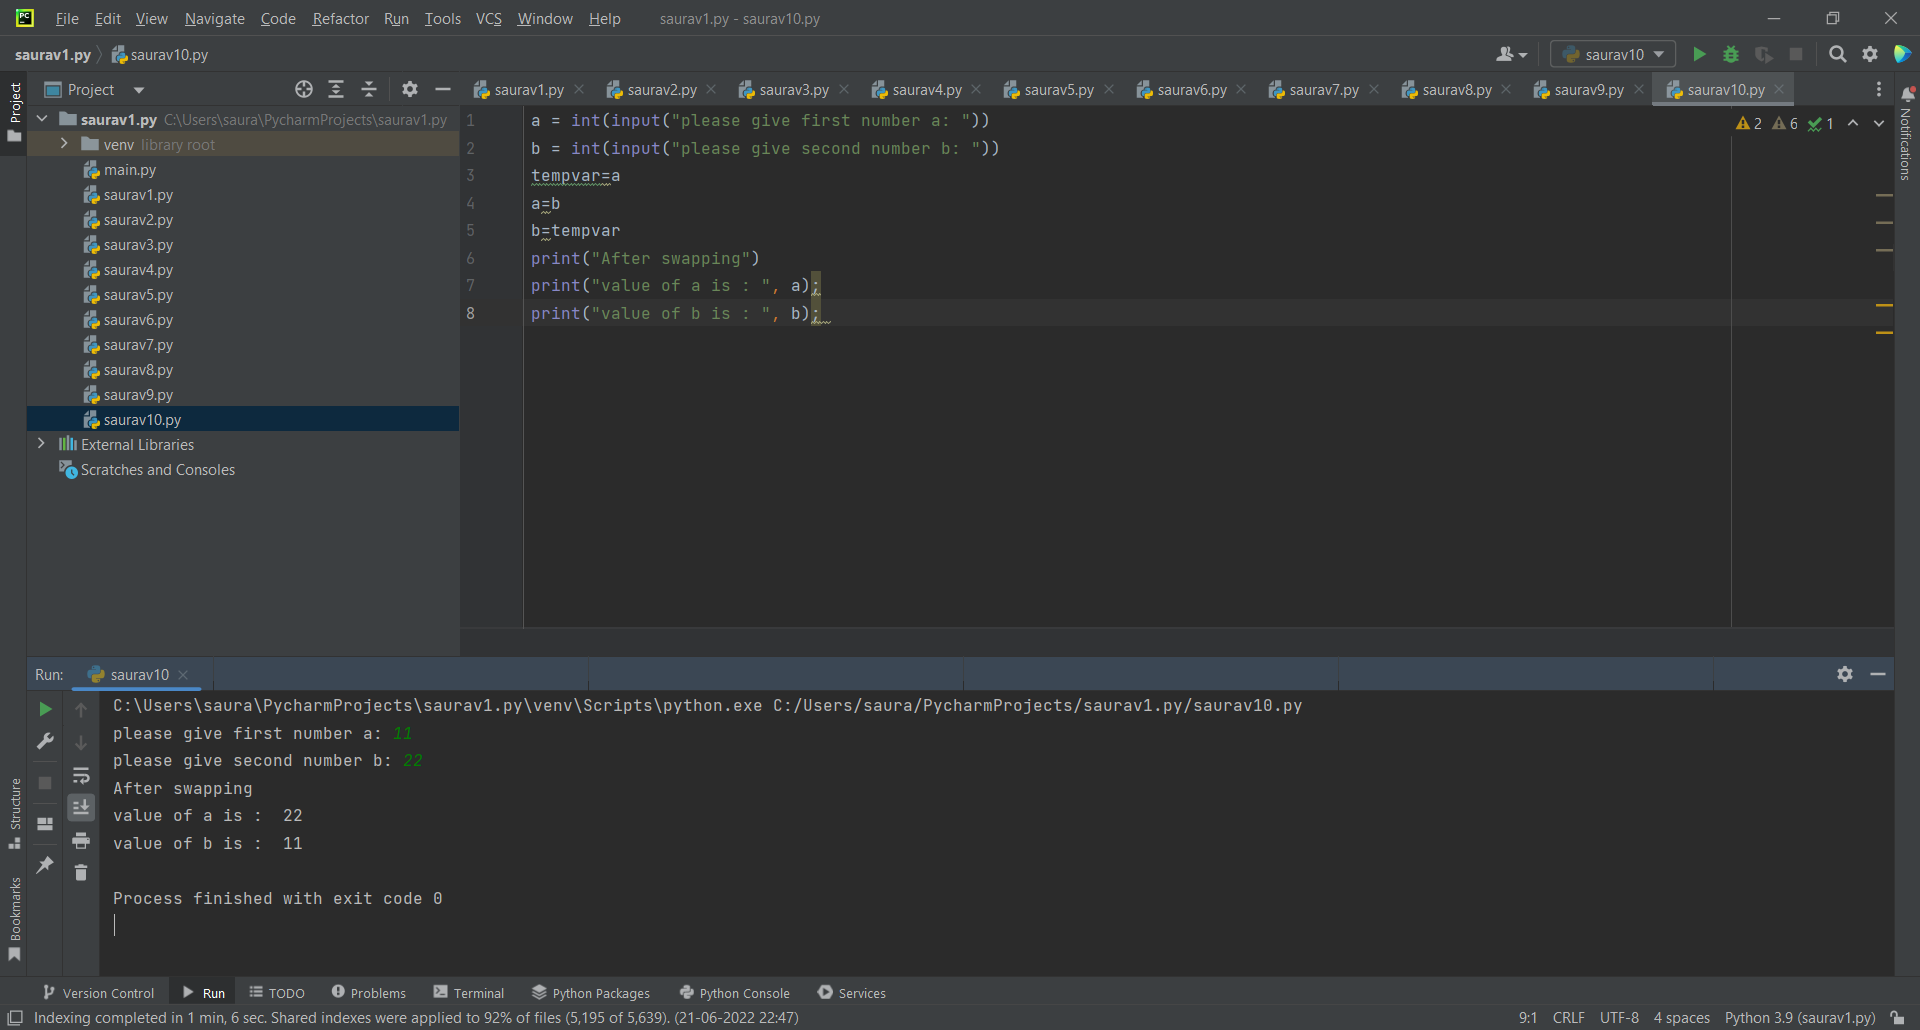 PC
File Edit View Navigate Code Refactor Run Tools VCS Window Help saurav1.py - saurav10.py
saurav1.py saurav10.py
saurav10
Project
Project
saurav1.py saurav2.py saurav3.py saurav4.py saurav5.py saurav6.py saurav7.py saurav8.py saurav9.py saurav10.py
Notifications
saurav1.py C:\Users\saura\PycharmProjects\saurav1.py
venv library root
main.py
saurav1.py
saurav2.py
saurav3.py
saurav4.py
saurav5.py
saurav6.py
saurav7.py
saurav8.py
saurav9.py
saurav10.py
External Libraries
Scratches and Consoles
1 a = int(input("please give first number a: "))
2 b = int(input("please give second number b: "))
3 tempvar=a
4 a=b
5 b=tempvar
6 print("After swapping")
7 print("value of a is : ", a);
8 print("value of b is : ", b);
2 6 1
Run: saurav10
C:\Users\saura\PycharmProjects\saurav1.py\venv\Scripts\python.exe C:/Users/saura/PycharmProjects/saurav1.py/saurav10.py
please give first number a: 11
please give second number b: 22
After swapping
value of a is :  22
value of b is :  11
Process finished with exit code 0
Structure
Bookmarks
Version Control Run TODO Problems Terminal Python Packages Python Console Services
Indexing completed in 1 min, 6 sec. Shared indexes were applied to 92% of files (5,195 of 5,639). (21-06-2022 22:47) 9:1 CRLF UTF-8 4 spaces Python 3.9 (saurav1.py)